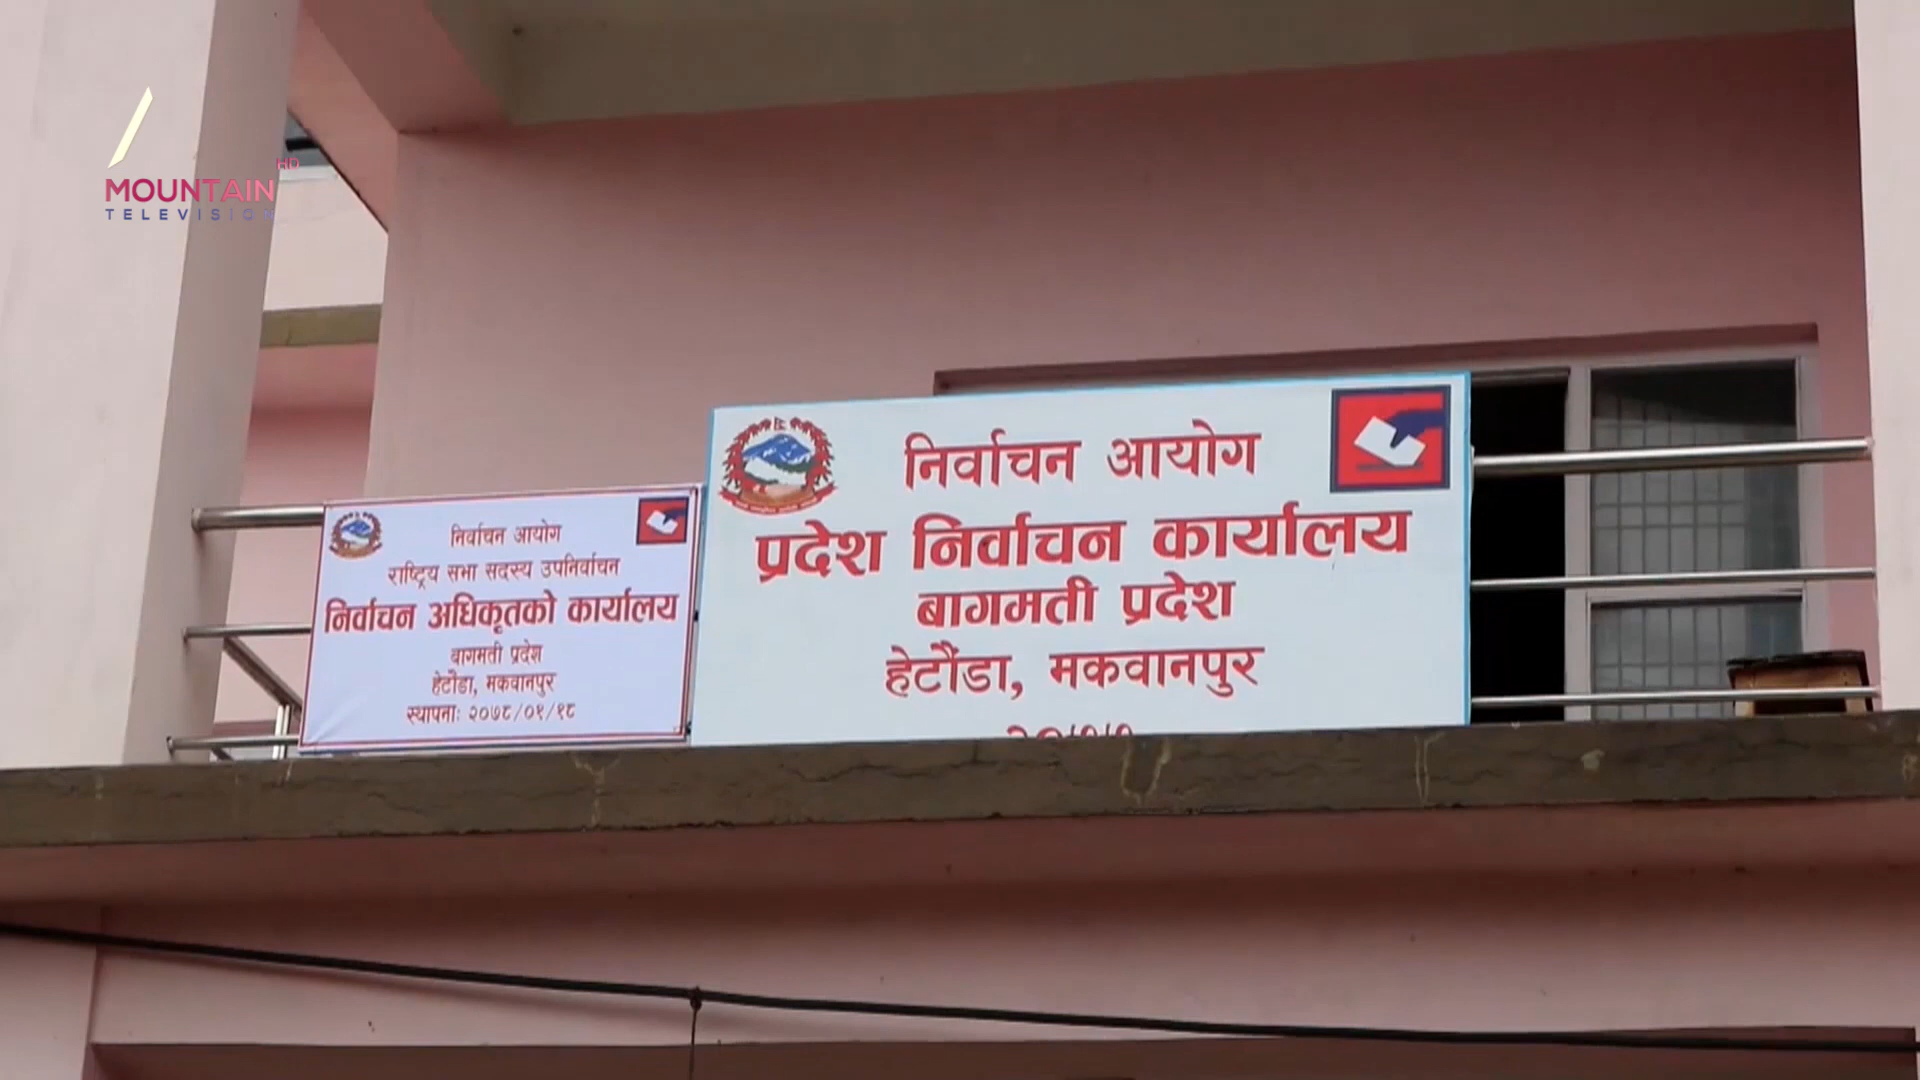 HD
MOUNTAIN
TELEVISION
निर्वाचन आयोग
राष्ट्रिय सभा सदस्य उपनिर्वाचन
निर्वाचन अधिकृतको कार्यालय
बागमती प्रदेश
हेटौंडा, मकवानपुर
स्थापनाः २०७८/०१/१८
निर्वाचन आयोग
प्रदेश निर्वाचन कार्यालय
बागमती प्रदेश
हेटौंडा, मकवानपुर